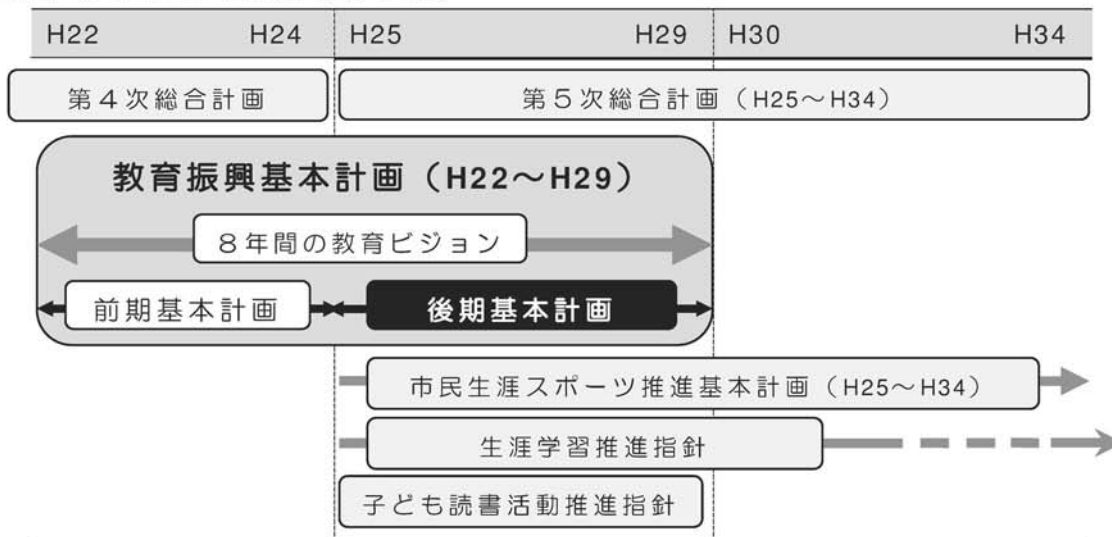 H22 H24 H25 H29 H30 H34
第4次総合計画 第5次総合計画（H25～H34）
教育振興基本計画（H22～H29）
8年間の教育ビジョン
前期基本計画 後期基本計画
市民生涯スポーツ推進基本計画（H25～H34）
生涯学習推進指針
子ども読書活動推進指針